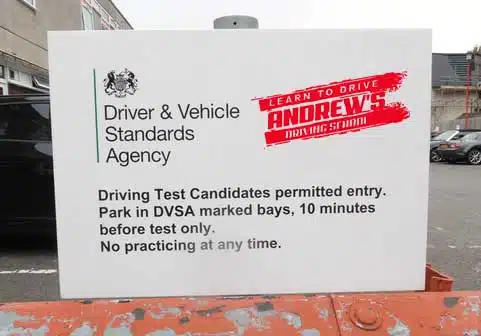 Driver & Vehicle
Standards
Agency
LEARN TO DRIVE
ANDREW'S
DRIVING SCHOOL
Driving Test Candidates permitted entry.
Park in DVSA marked bays, 10 minutes
before test only.
No practicing at any time.